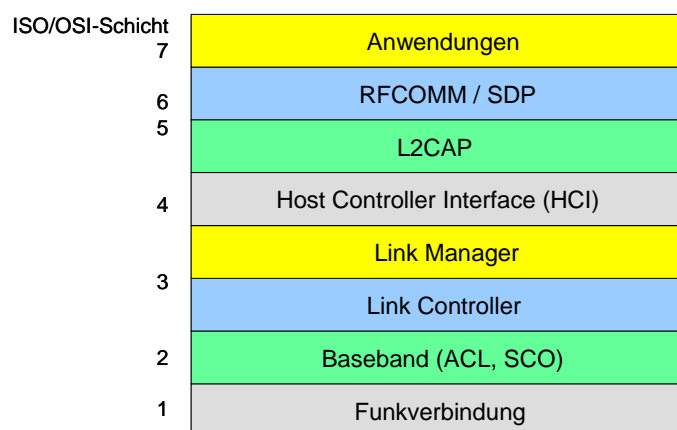 ISO/OSI-Schicht
7 Anwendungen
6 RFCOMM / SDP
5
L2CAP
4 Host Controller Interface (HCI)
Link Manager
3
Link Controller
2 Baseband (ACL, SCO)
1 Funkverbindung